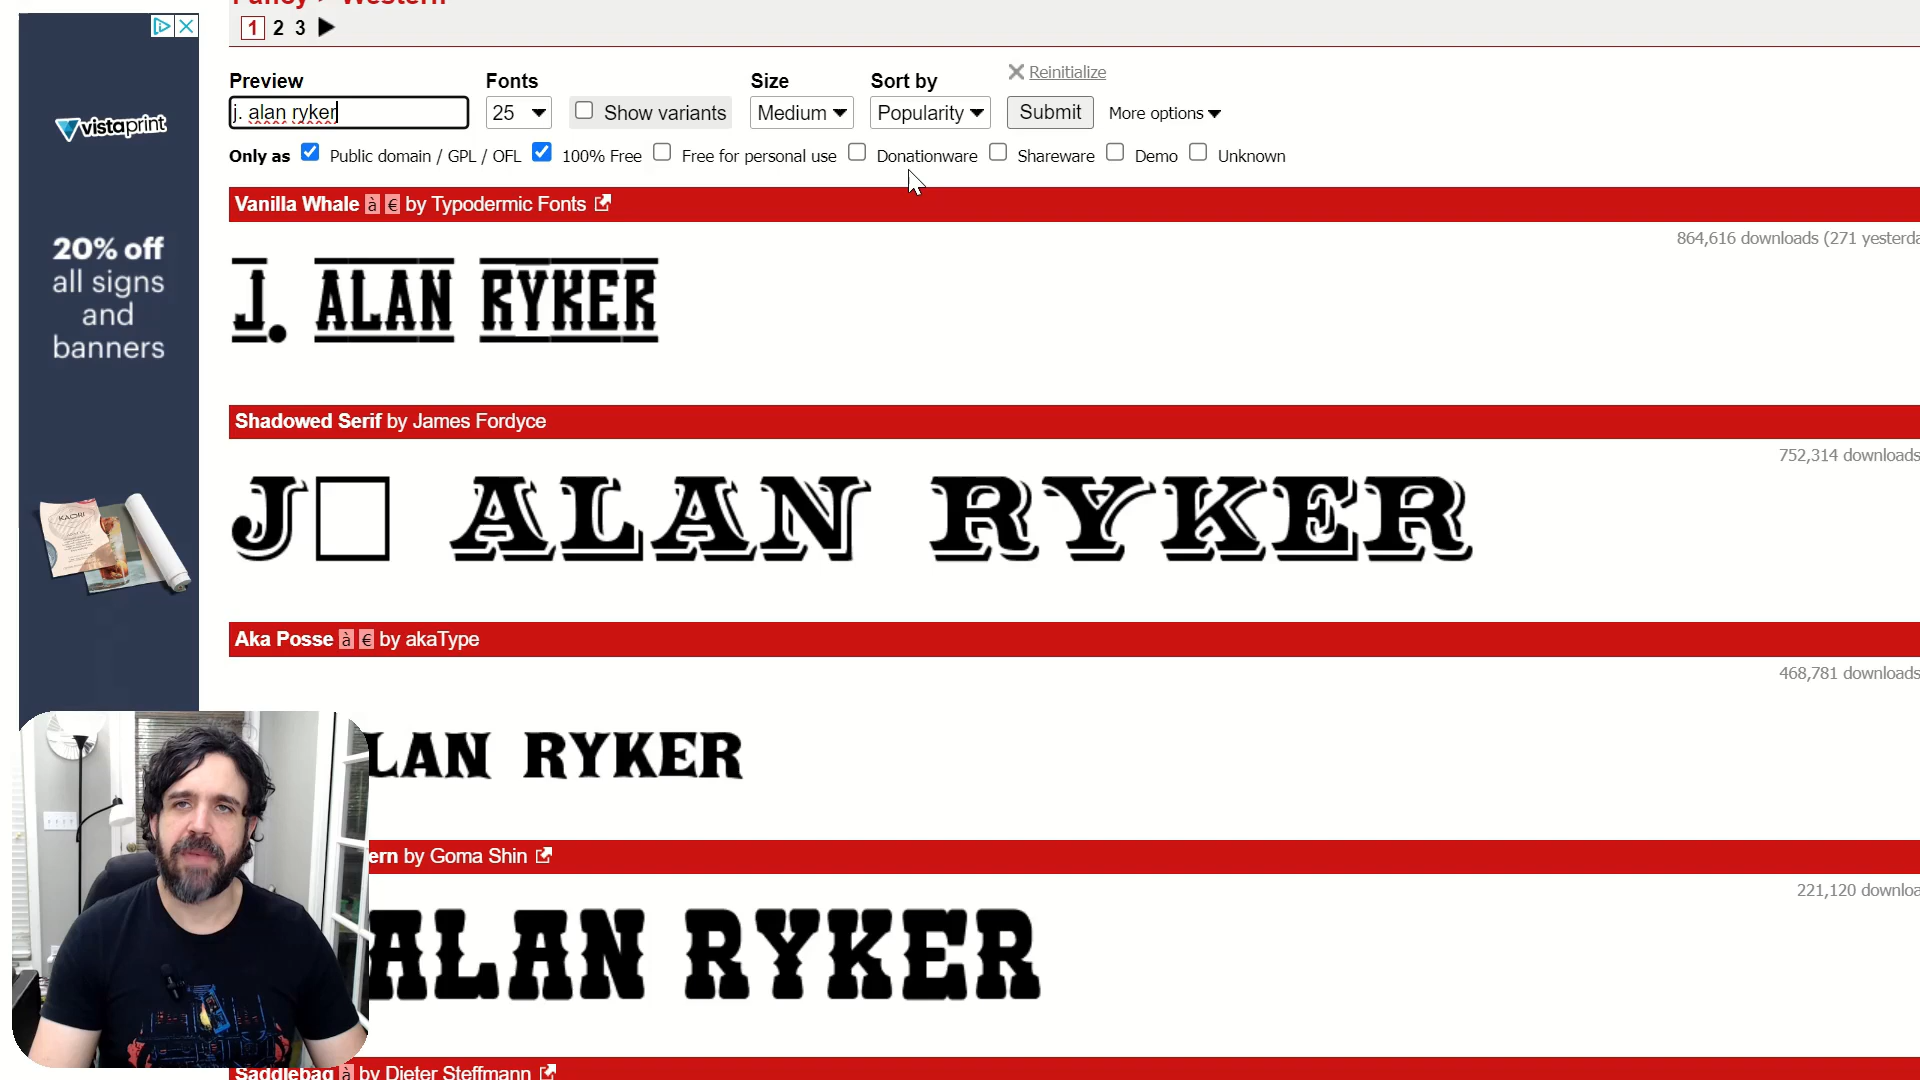 Fancy > Western
1 2 3
Preview
Fonts
Size
Sort by
Reinitialize
j. alan ryker
25
Show variants
Medium
Popularity
Submit
More options
Only as
Public domain / GPL / OFL
100% Free
Free for personal use
Donationware
Shareware
Demo
Unknown
vistaprint
20% off
all signs
and
banners
Vanilla Whale à € by Typodermic Fonts
864,616 downloads (271 yesterda
J. ALAN RYKER
Shadowed Serif by James Fordyce
752,314 downloads
J□ ALAN RYKER
Aka Posse à € by akaType
468,781 downloads
LAN RYKER
ern by Goma Shin
221,120 downloa
ALAN RYKER
Saddlebag à by Dieter Steffmann